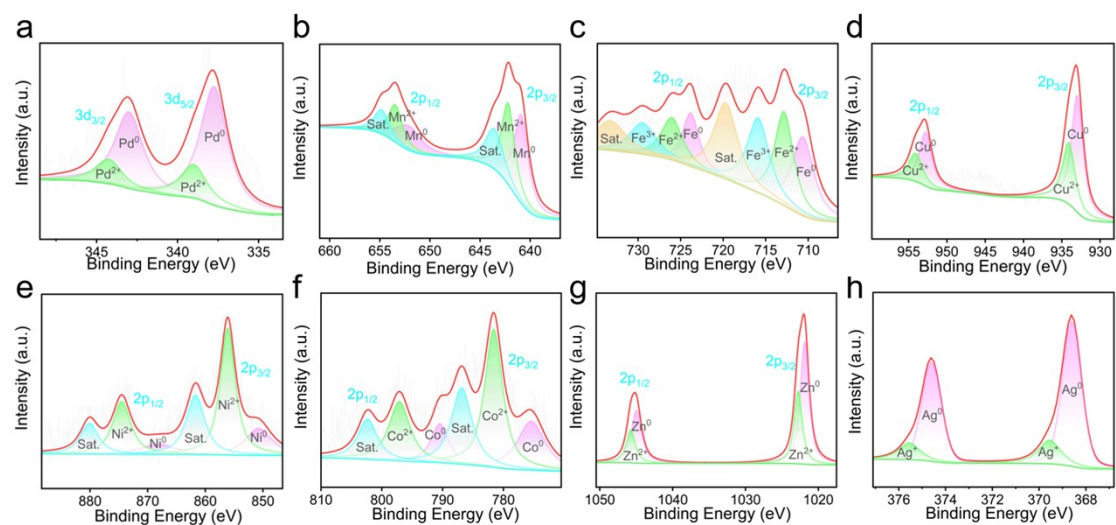 a
Intensity (a.u.)
3d3/2
3d5/2
Pd0
Pd2+
Pd0
Pd2+
345
340
335
Binding Energy (eV)
b
Intensity (a.u.)
2p1/2
2p3/2
Sat.
Mn2+
Mn0
Sat.
Mn2+
Mn0
660
655
650
645
640
Binding Energy (eV)
c
Intensity (a.u.)
2p1/2
2p3/2
Sat.
Fe3+
Fe2+
Fe0
Sat.
Fe3+
Fe2+
Fe0
730
724
720
715
710
Binding Energy (eV)
d
Intensity (a.u.)
2p1/2
2p3/2
Cu0
Cu2+
Cu0
Cu2+
955
950
945
940
935
930
Binding Energy (eV)
e
Intensity (a.u.)
2p1/2
2p3/2
Sat.
Ni2+
Ni0
Sat.
Ni2+
Ni0
880
870
860
850
Binding Energy (eV)
f
Intensity (a.u.)
2p3/2
Sat.
Co2+
Co0
Sat.
Co2+
Co0
810
800
790
780
Binding Energy (eV)
g
Intensity (a.u.)
2p1/2
2p3/2
Zn0
Zn2+
Zn0
Zn2+
1050
1040
1030
1020
Binding Energy (eV)
h
Intensity (a.u.)
Ag0
Ag+
Ag0
Ag+
376
372
368
Binding Energy (eV)